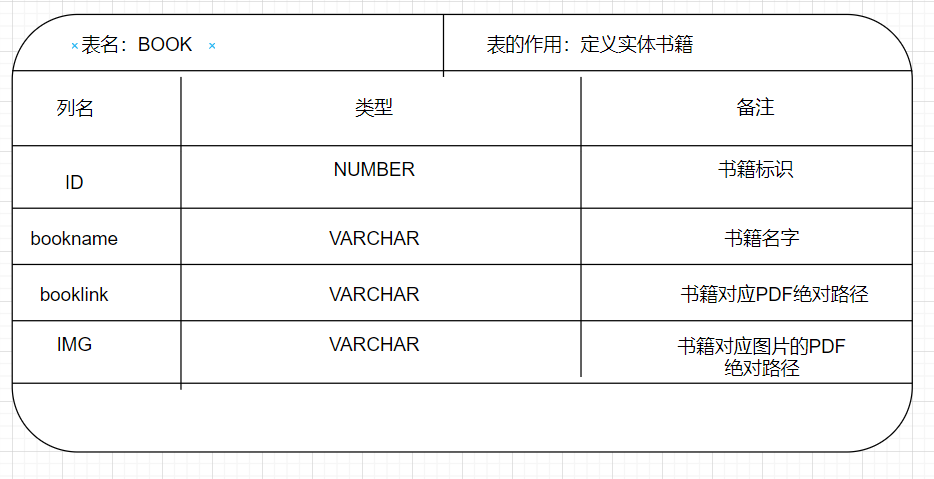 表名：BOOK
表的作用：定义实体书籍
列名
类型
备注
ID
NUMBER
书籍标识
bookname
VARCHAR
书籍名字
booklink
VARCHAR
书籍对应PDF绝对路径
IMG
VARCHAR
书籍对应图片的PDF
绝对路径